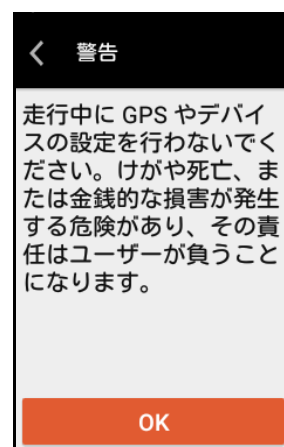 警告
走行中に GPS やデバイ
スの設定を行わないでく
ださい。けがや死亡、ま
たは金銭的な損害が発生
する危険があり、その責
任はユーザーが負うこと
になります。
OK